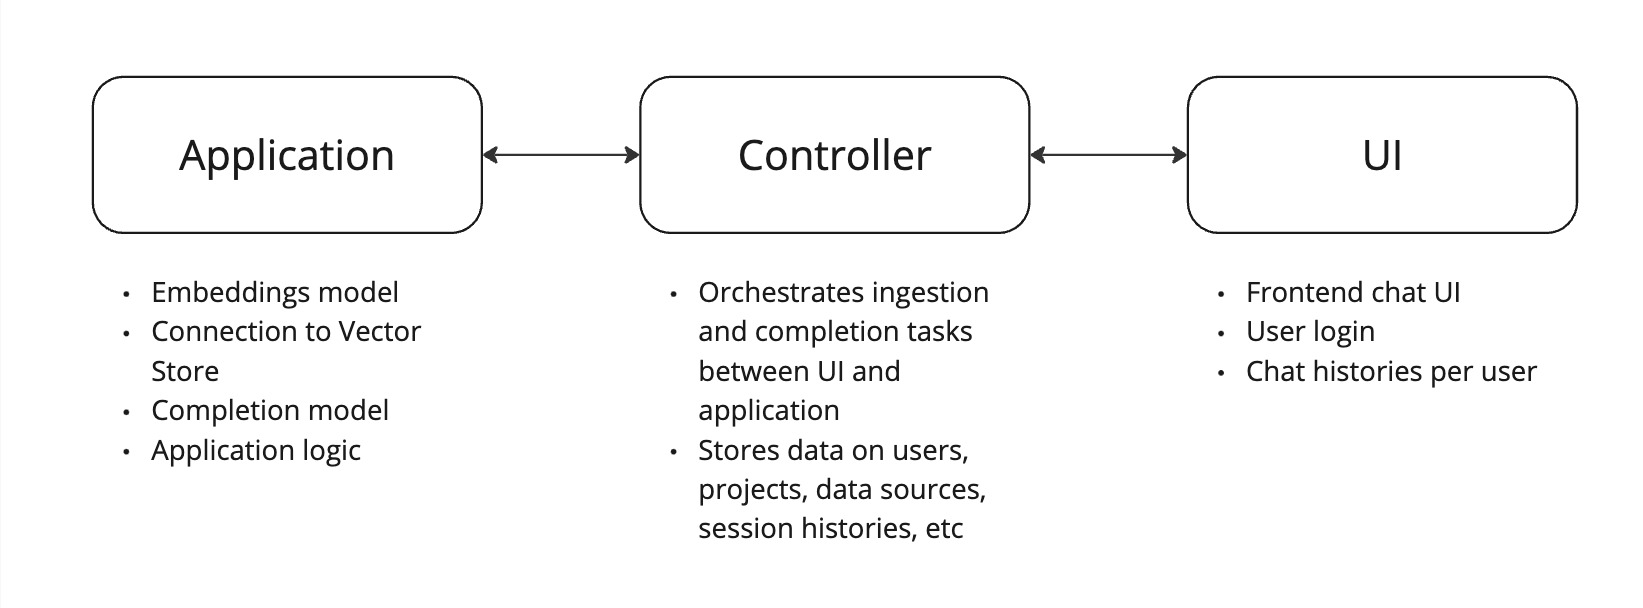 Application
Controller
UI
• Embeddings model
• Connection to Vector
Store
• Completion model
• Application logic
• Orchestrates ingestion
and completion tasks
between UI and
application
• Stores data on users,
projects, data sources,
session histories, etc
• Frontend chat UI
• User login
• Chat histories per user